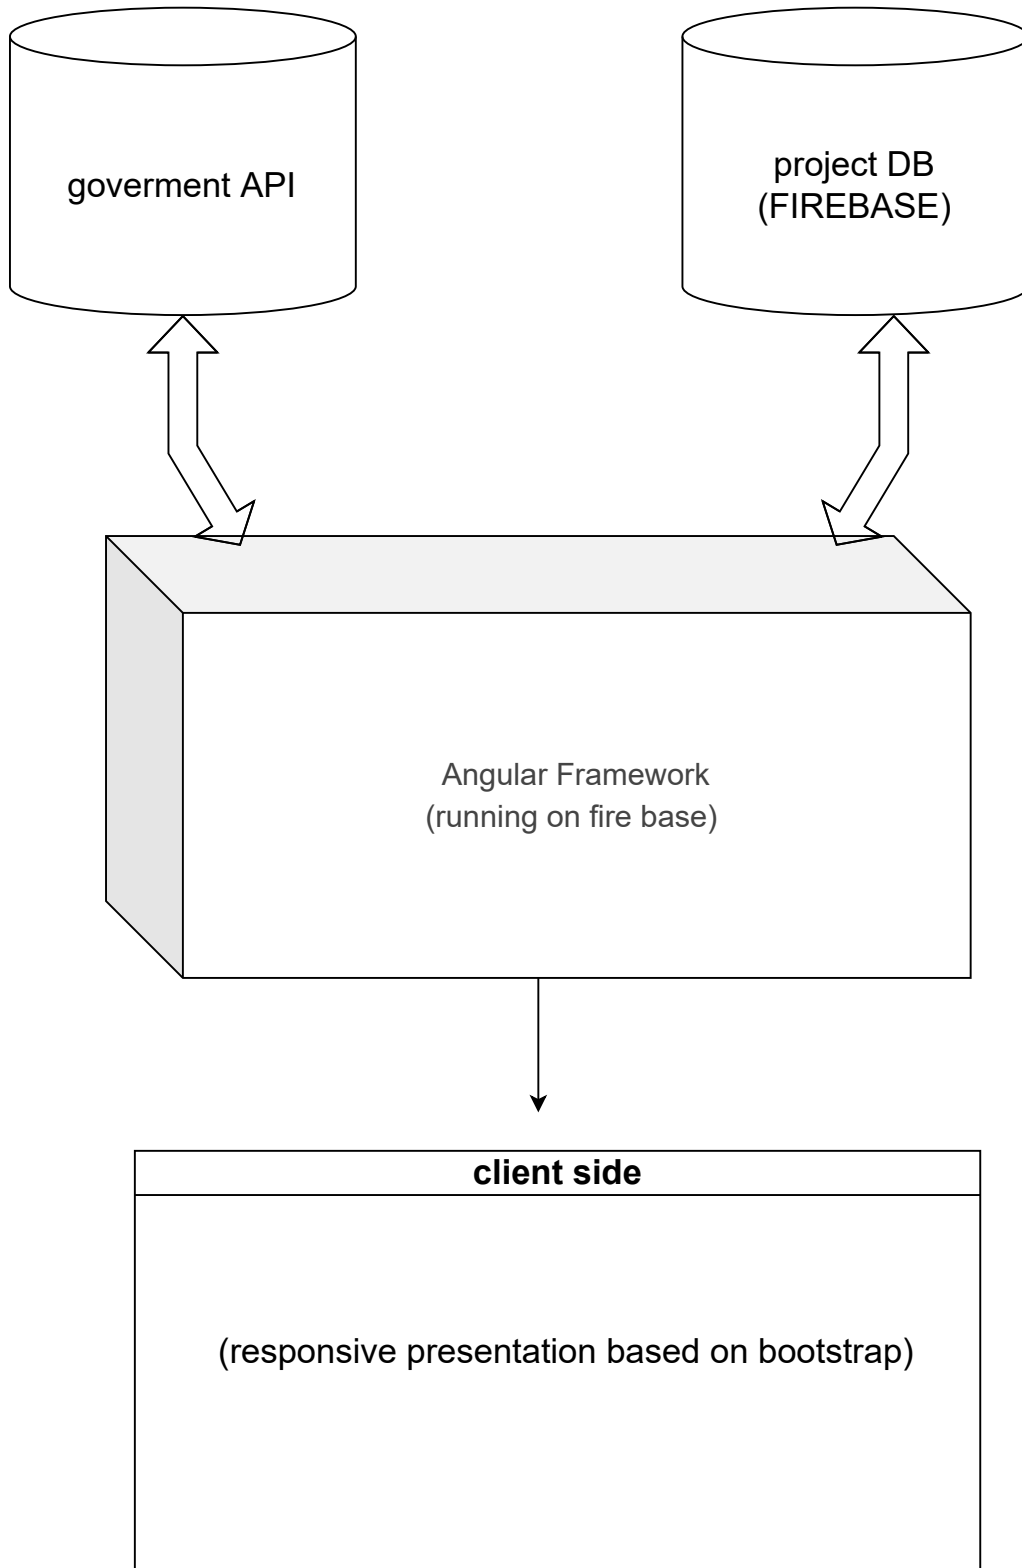 goverment API
project DB
(FIREBASE)
Angular Framework
(running on fire base)
client side
(responsive presentation based on bootstrap)